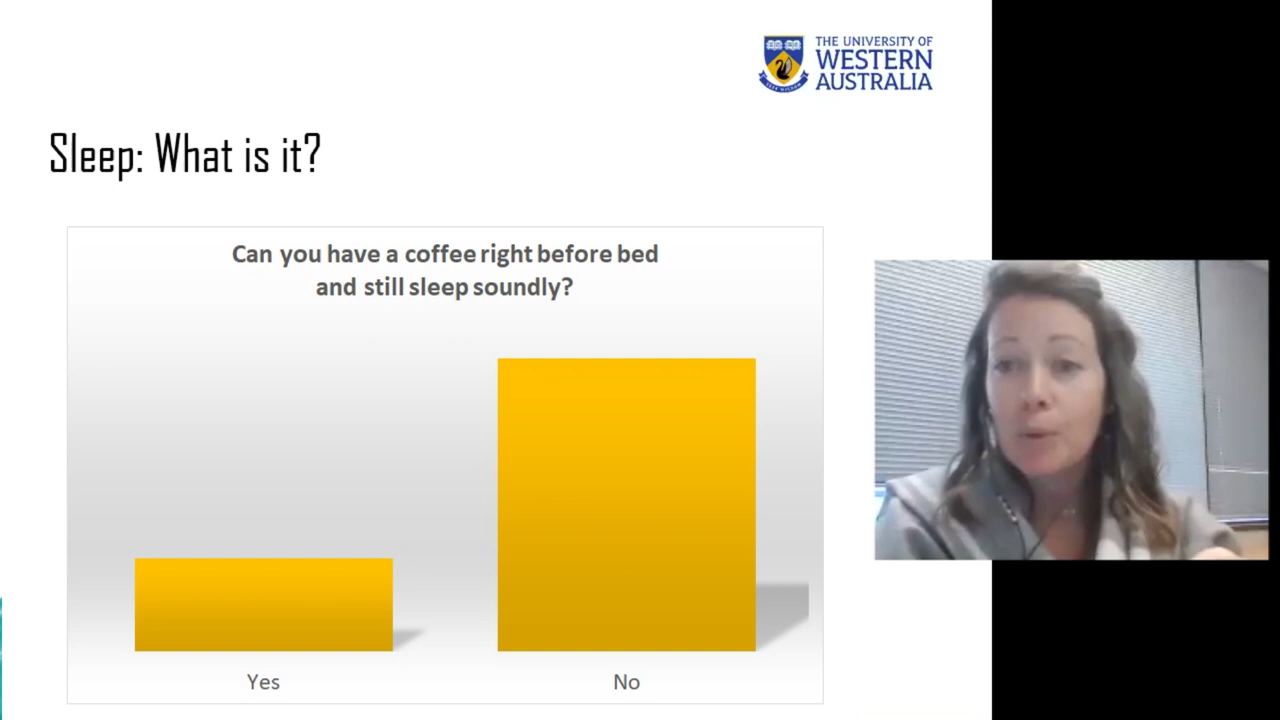 THE UNIVERSITY OF
WESTERN
AUSTRALIA
Sleep: What is it?
Can you have a coffee right before bed
and still sleep soundly?
Yes
No